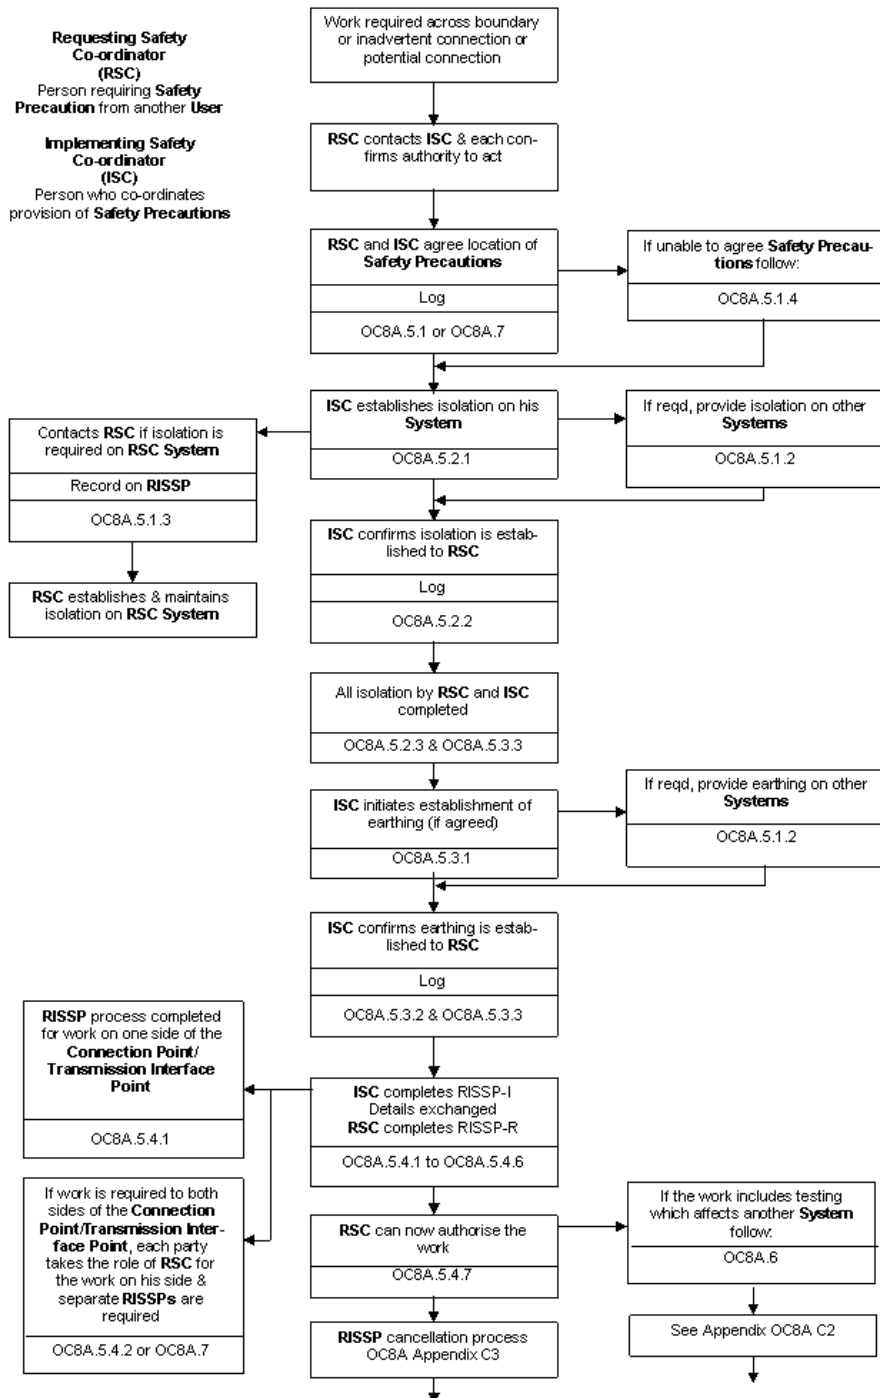 Requesting Safety
Co-ordinator
(RSC)
Person requiring Safety
Precaution from another User
Implementing Safety
Co-ordinator
(ISC)
Person who co-ordinates
provision of Safety Precautions
Work required across boundary
or inadvertent connection or
potential connection
RSC contacts ISC & each con-
firms authority to act
RSC and ISC agree location of
Safety Precautions
Log
OC8A.5.1 or OC8A.7
If unable to agree Safety Precau-
tions follow:
OC8A.5.1.4
ISC establishes isolation on his
System
OC8A.5.2.1
If reqd, provide isolation on other
Systems
OC8A.5.1.2
Contacts RSC if isolation is
required on RSC System
Record on RISSP
OC8A.5.1.3
RSC establishes & maintains
isolation on RSC System
ISC confirms isolation is estab-
lished to RSC
Log
OC8A.5.2.2
All isolation by RSC and ISC
completed
OC8A.5.2.3 & OC8A.5.3.3
ISC initiates establishment of
earthing (if agreed)
OC8A.5.3.1
If reqd, provide earthing on other
Systems
OC8A.5.1.2
ISC confirms earthing is estab-
lished to RSC
Log
OC8A.5.3.2 & OC8A.5.3.3
RISSP process completed
for work on one side of the
Connection Point/
Transmission Interface
Point
OC8A.5.4.1
ISC completes RISSP-I
Details exchanged
RSC completes RISSP-R
OC8A.5.4.1 to OC8A.5.4.6
If work is required to both
sides of the Connection
Point/Transmission Inter-
face Point, each party
takes the role of RSC for
the work on his side &
separate RISSPs are
required
OC8A.5.4.2 or OC8A.7
RSC can now authorise the
work
OC8A.5.4.7
If the work includes testing
which affects another System
follow:
OC8A.6
See Appendix OC8A C2
RISSP cancellation process
OC8A Appendix C3